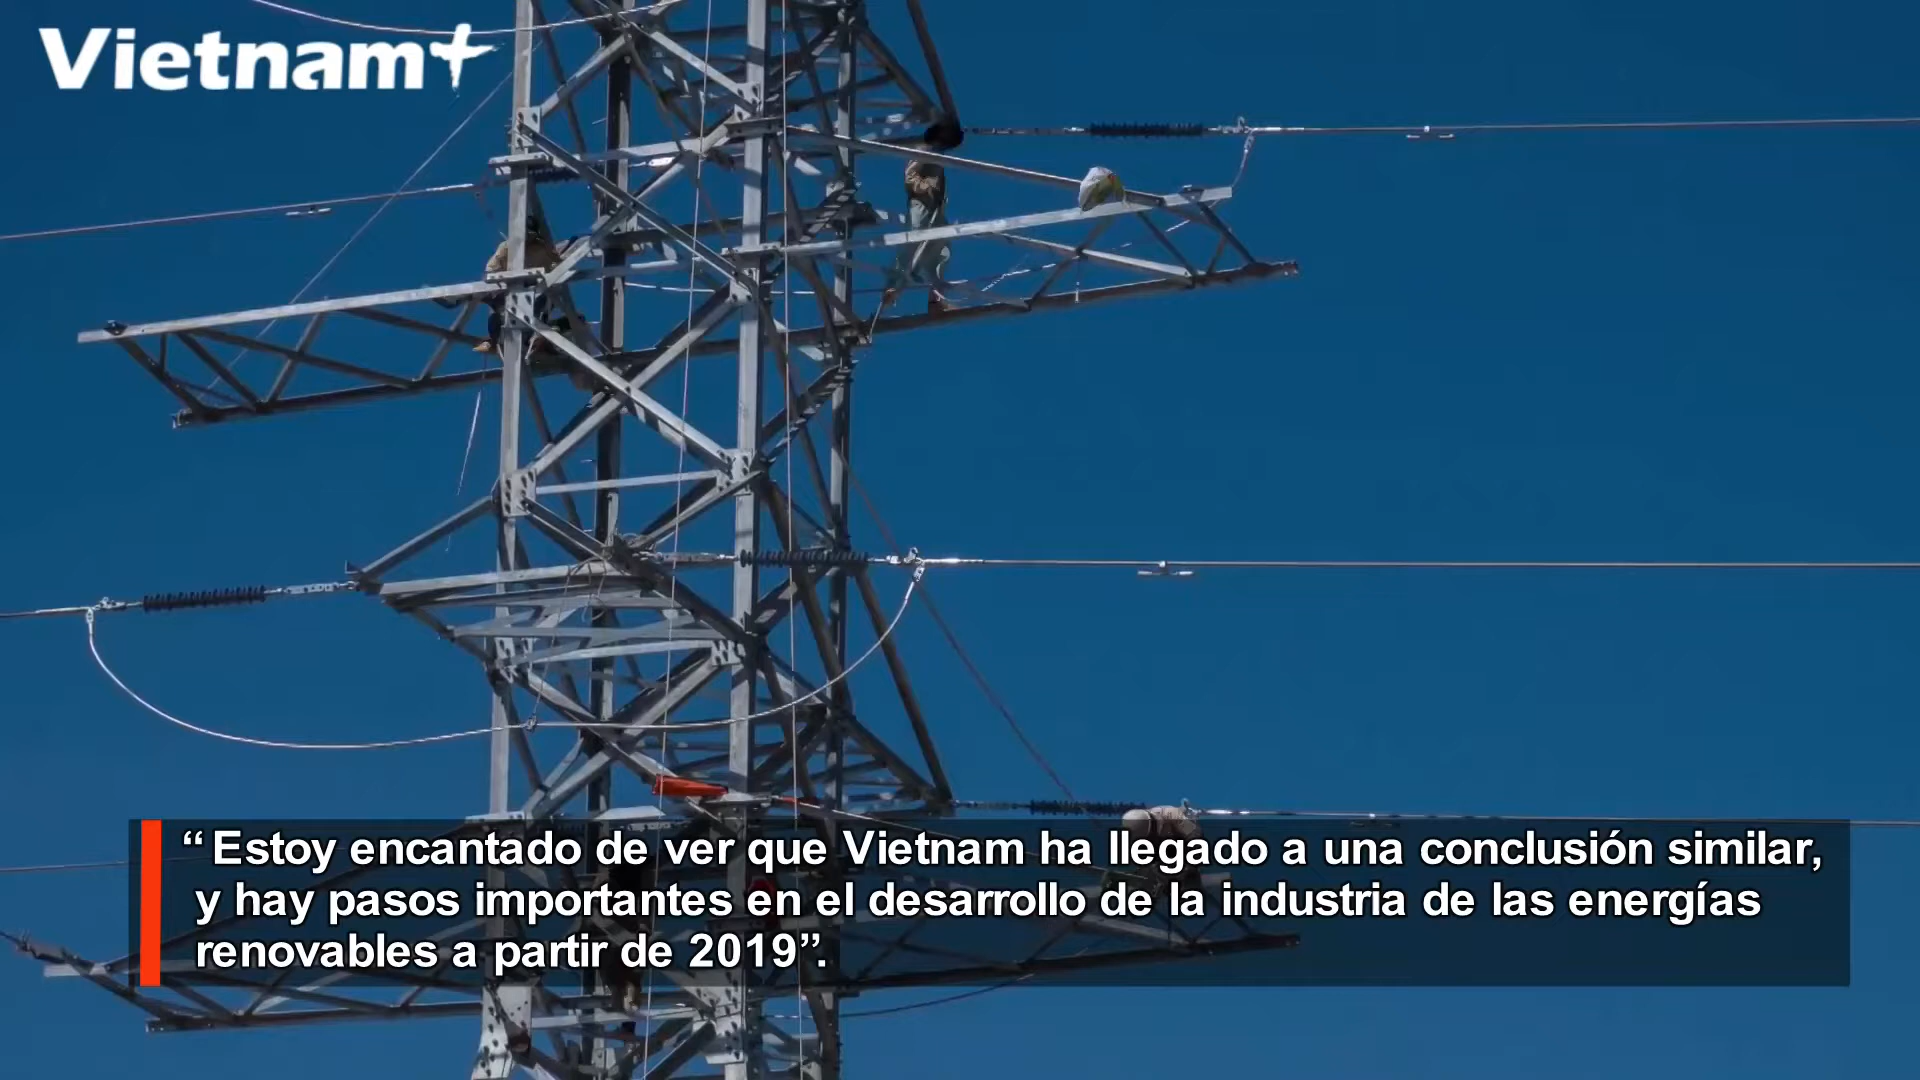 Vietnam+
“Estoy encantado de ver que Vietnam ha llegado a una conclusión similar,
y hay pasos importantes en el desarrollo de la industria de las energías
renovables a partir de 2019”.